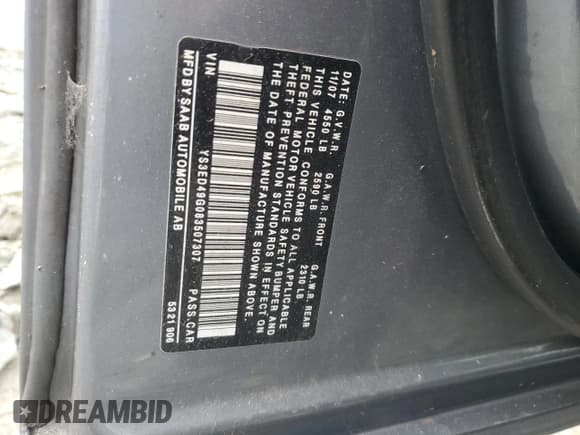 MFD BY SAAB AUTOMOBILE AB
DATE: G.V.W.R. G.A.W.R. FRONT G.A.W.R. REAR
11/07 4550 LB 2590 LB 2310 LB
THIS VEHICLE CONFORMS TO ALL APPLICABLE
FEDERAL MOTOR VEHICLE SAFETY BUMPER AND
THEFT PREVENTION STANDARDS IN EFFECT ON
THE DATE OF MANUFACTURE SHOWN ABOVE.
YS3ED49G083507307 PASS.CAR
VIN
5321 906
DREAMBID